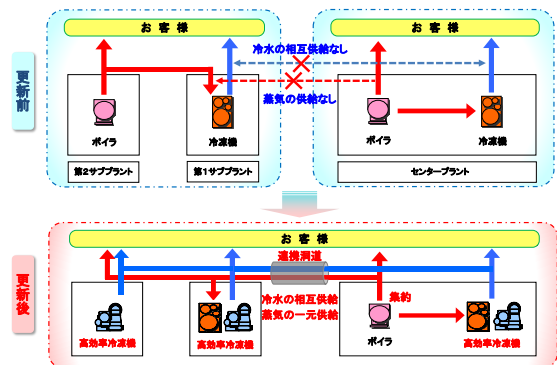 お客様
お客様
冷水の相互供給なし
蒸気の供給なし
更新前
ボイラ
冷凍機
ボイラ
冷凍機
第2サブプラント
第1サブプラント
センタープラント
お客様
連携洞道
更新後
冷水の相互供給
蒸気の一元供給
集約
高効率冷凍機
高効率冷凍機
ボイラ
高効率冷凍機